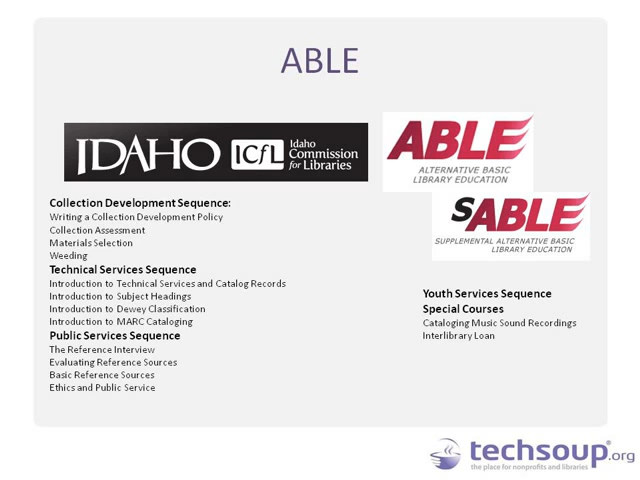 ABLE
IDAHO ICfL Idaho
Commission
for Libraries
ABLE
ALTERNATIVE BASIC
LIBRARY EDUCATION
Collection Development Sequence:
Writing a Collection Development Policy
Collection Assessment
Materials Selection
Weeding
Technical Services Sequence
Introduction to Technical Services and Catalog Records
Introduction to Subject Headings
Introduction to Dewey Classification
Introduction to MARC Cataloging
Public Services Sequence
The Reference Interview
Evaluating Reference Sources
Basic Reference Sources
Ethics and Public Service
SABLE
SUPPLEMENTAL ALTERNATIVE BASIC
LIBRARY EDUCATION
Youth Services Sequence
Special Courses
Cataloging Music Sound Recordings
Interlibrary Loan
techsoup®.org
the place for nonprofits and libraries